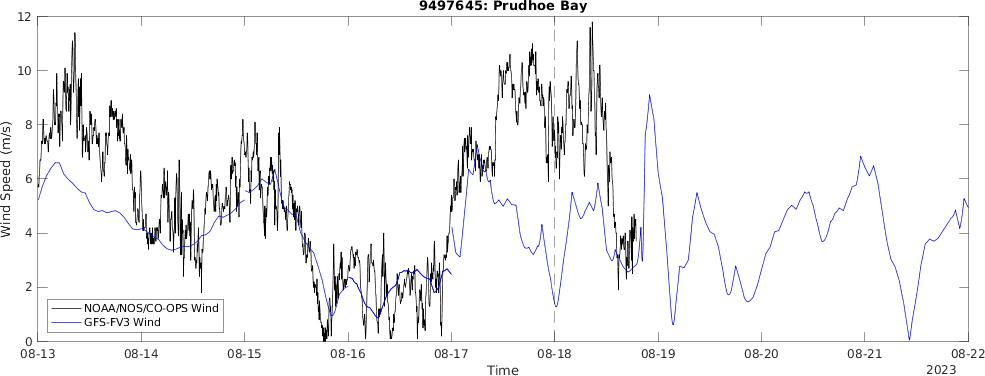 9497645: Prudhoe Bay
Wind Speed (m/s)
12
10
8
6
4
2
0
NOAA/NOS/CO-OPS Wind
GFS-FV3 Wind
08-13 08-14 08-15 08-16 08-17 08-18 08-19 08-20 08-21 08-22
Time
2023